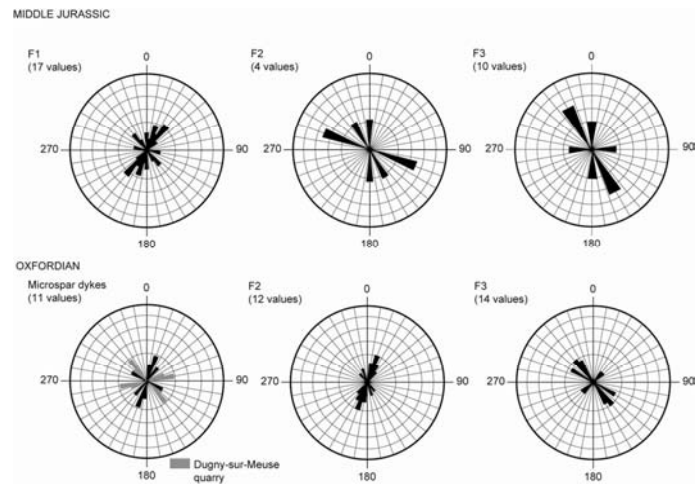 MIDDLE JURASSIC
F1
(17 values)
0
270
90
180
F2
(4 values)
0
270
90
180
F3
(10 values)
0
270
90
180
OXFORDIAN
Microspar dykes
(11 values)
0
270
90
180
Dugny-sur-Meuse
quarry
F2
(12 values)
0
270
90
180
F3
(14 values)
0
270
90
180